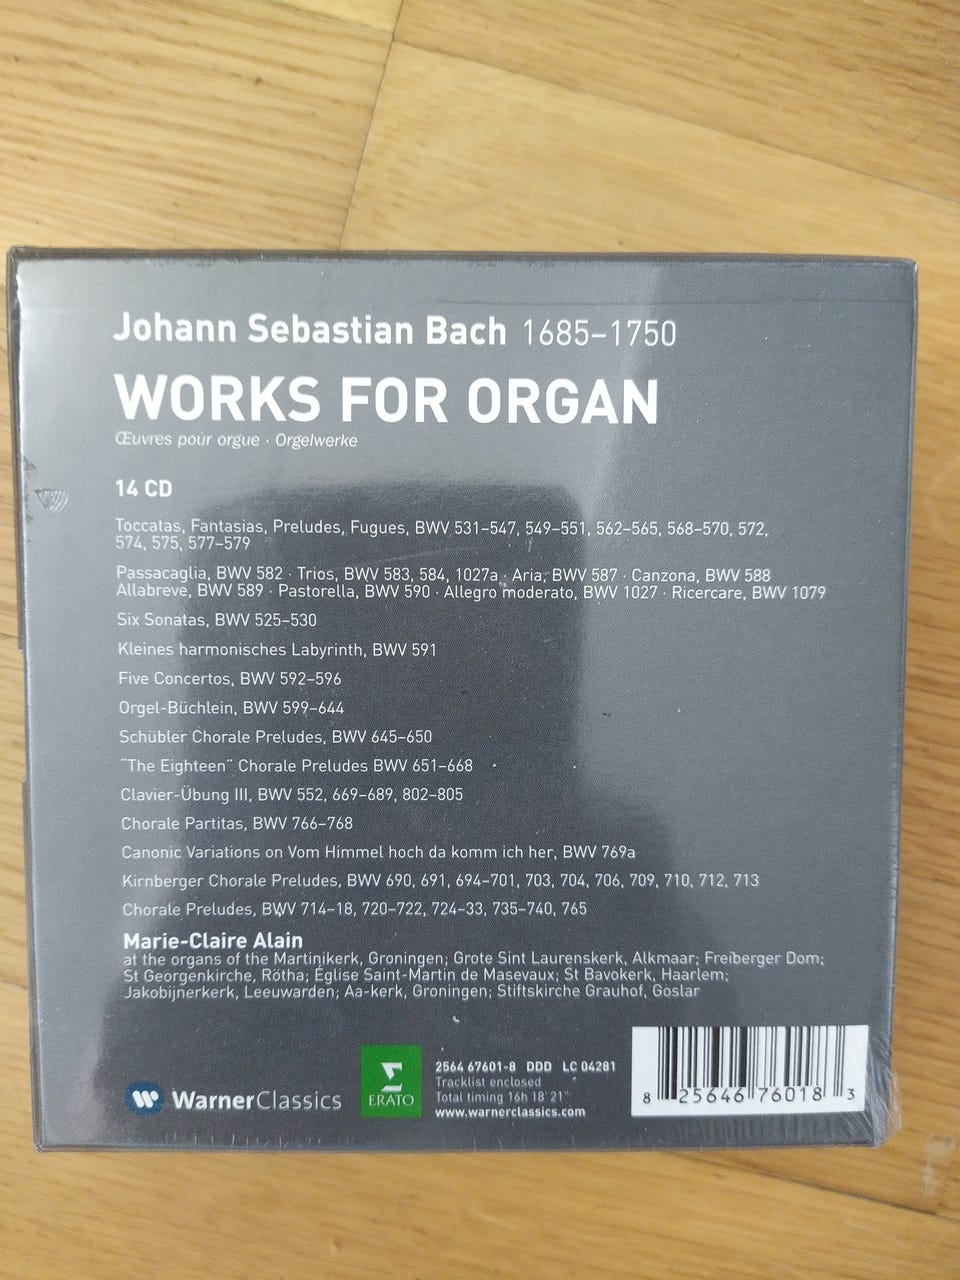 Johann Sebastian Bach 1685–1750
WORKS FOR ORGAN
Œuvres pour orgue · Orgelwerke
14 CD
Toccatas, Fantasias, Preludes, Fugues, BWV 531–547, 549–551, 562–565, 568–570, 572,
574, 575, 577–579
Passacaglia, BWV 582 · Trios, BWV 583, 584, 1027a · Aria, BWV 587 · Canzona, BWV 588
Allabreve, BWV 589 · Pastorella, BWV 590 · Allegro moderato, BWV 1027 · Ricercare, BWV 1079
Six Sonatas, BWV 525–530
Kleines harmonisches Labyrinth, BWV 591
Five Concertos, BWV 592–596
Orgel-Büchlein, BWV 599–644
Schübler Chorale Preludes, BWV 645–650
“The Eighteen” Chorale Preludes BWV 651–668
Clavier-Übung III, BWV 552, 669–689, 802–805
Chorale Partitas, BWV 766–768
Canonic Variations on Vom Himmel hoch da komm ich her, BWV 769a
Kirnberger Chorale Preludes, BWV 690, 691, 694–701, 703, 704, 706, 709, 710, 712, 713
Chorale Preludes, BWV 714–18, 720–722, 724–33, 735–740, 765
Marie-Claire Alain
at the organs of the Martinikerk, Groningen; Grote Sint Laurenskerk, Alkmaar; Freiberger Dom;
St Georgenkirche, Rötha; Église Saint-Martin de Masevaux; St Bavokerk, Haarlem;
Jakobijnerkerk, Leeuwarden; Aa-kerk, Groningen; Stiftskirche Grauhof, Goslar
WarnerClassics
ERATO
2564 67601-8 DDD LC 04281
Tracklist enclosed
Total timing 16h 18' 21"
www.warnerclassics.com
8 25646 76018 3